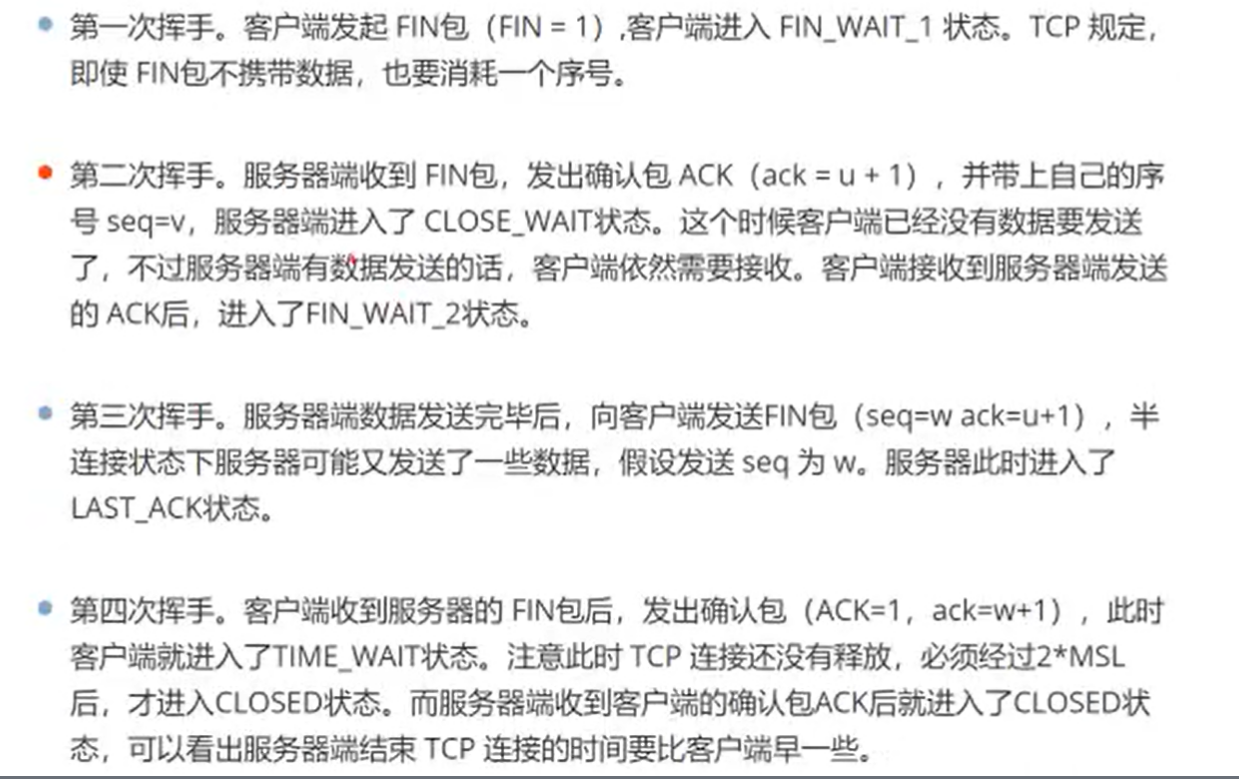 第一次挥手。客户端发起 FIN包（FIN = 1）,客户端进入 FIN_WAIT_1 状态。TCP 规定，
即使 FIN包不携带数据，也要消耗一个序号。
第二次挥手。服务器端收到 FIN包，发出确认包 ACK（ack = u + 1），并带上自己的序
号 seq=v，服务器端进入了 CLOSE_WAIT状态。这个时候客户端已经没有数据要发送
了，不过服务器端有数据发送的话，客户端依然需要接收。客户端接收到服务器端发送
的 ACK后，进入了FIN_WAIT_2状态。
第三次挥手。服务器端数据发送完毕后，向客户端发送FIN包（seq=w ack=u+1），半
连接状态下服务器可能又发送了一些数据，假设发送 seq 为 w。服务器此时进入了
LAST_ACK状态。
第四次挥手。客户端收到服务器的 FIN包后，发出确认包（ACK=1，ack=w+1），此时
客户端就进入了TIME_WAIT状态。注意此时 TCP 连接还没有释放，必须经过2*MSL
后，才进入CLOSED状态。而服务器端收到客户端的确认包ACK后就进入了CLOSED状
态，可以看出服务器端结束 TCP 连接的时间要比客户端早一些。